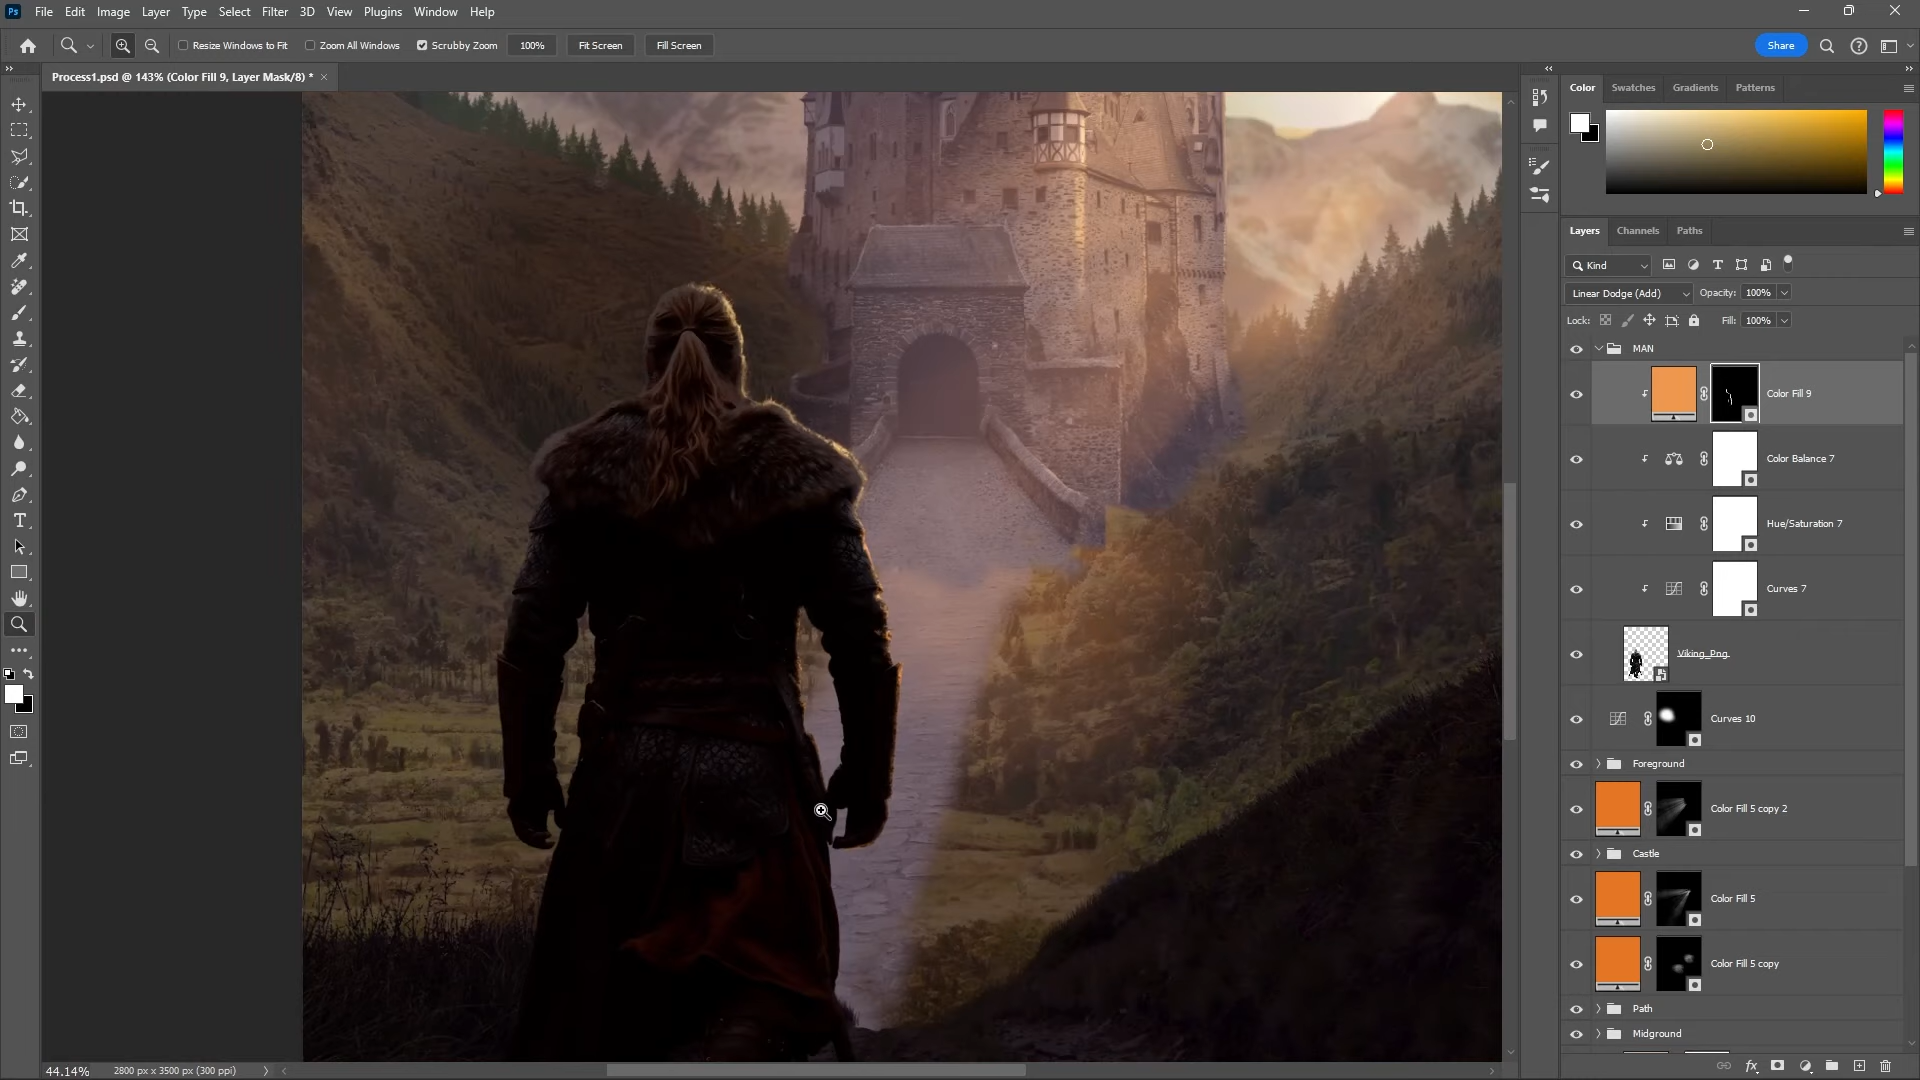 Ps File Edit Image Layer Type Select Filter 3D View Plugins Window Help
Resize Windows to Fit Zoom All Windows Scrubby Zoom 100% Fit Screen Fill Screen Share
Process1.psd @ 143% (Color Fill 9, Layer Mask/8) *
Color Swatches Gradients Patterns
Layers Channels Paths
Kind
Linear Dodge (Add) Opacity: 100%
Lock: Fill: 100%
MAN
Color Fill 9
Color Balance 7
Hue/Saturation 7
Curves 7
Viking_Png.
Curves 10
Foreground
Color Fill 5 copy 2
Castle
Color Fill 5
Color Fill 5 copy
Path
Midground
44.14% 2800 px x 3500 px (300 ppi)